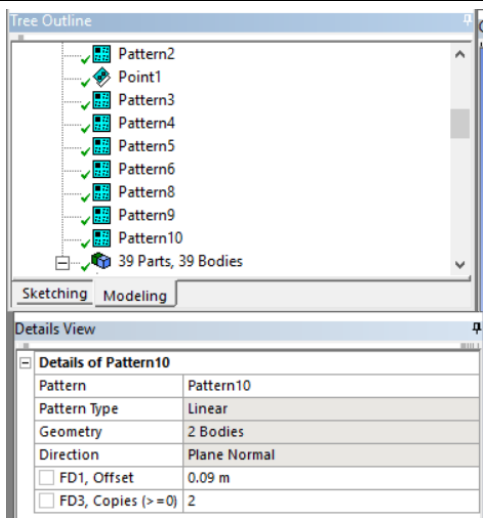 Tree Outline
Pattern2
Point1
Pattern3
Pattern4
Pattern5
Pattern6
Pattern8
Pattern9
Pattern10
39 Parts, 39 Bodies
Sketching Modeling
Details View
Details of Pattern10
Pattern Pattern10
Pattern Type Linear
Geometry 2 Bodies
Direction Plane Normal
FD1, Offset 0.09 m
FD3, Copies (>=0) 2